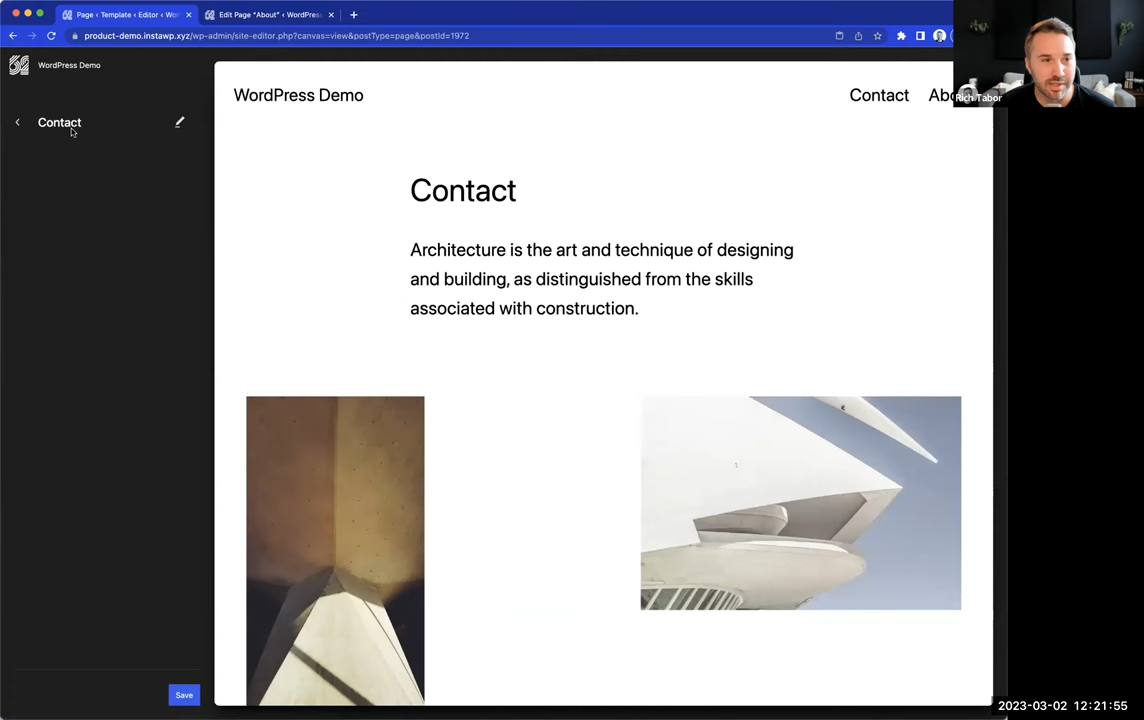 Page ‹ Template ‹ Editor ‹ Wor
Edit Page "About" ‹ WordPress
product-demo.instawp.xyz/wp-admin/site-editor.php?canvas=view&postType=page&postId=1972
Rich Tabor
WordPress Demo
WordPress Demo
Contact
Contact
Contact
Architecture is the art and technique of designing
and building, as distinguished from the skills
associated with construction.
Save
2023-03-02 12:21:55